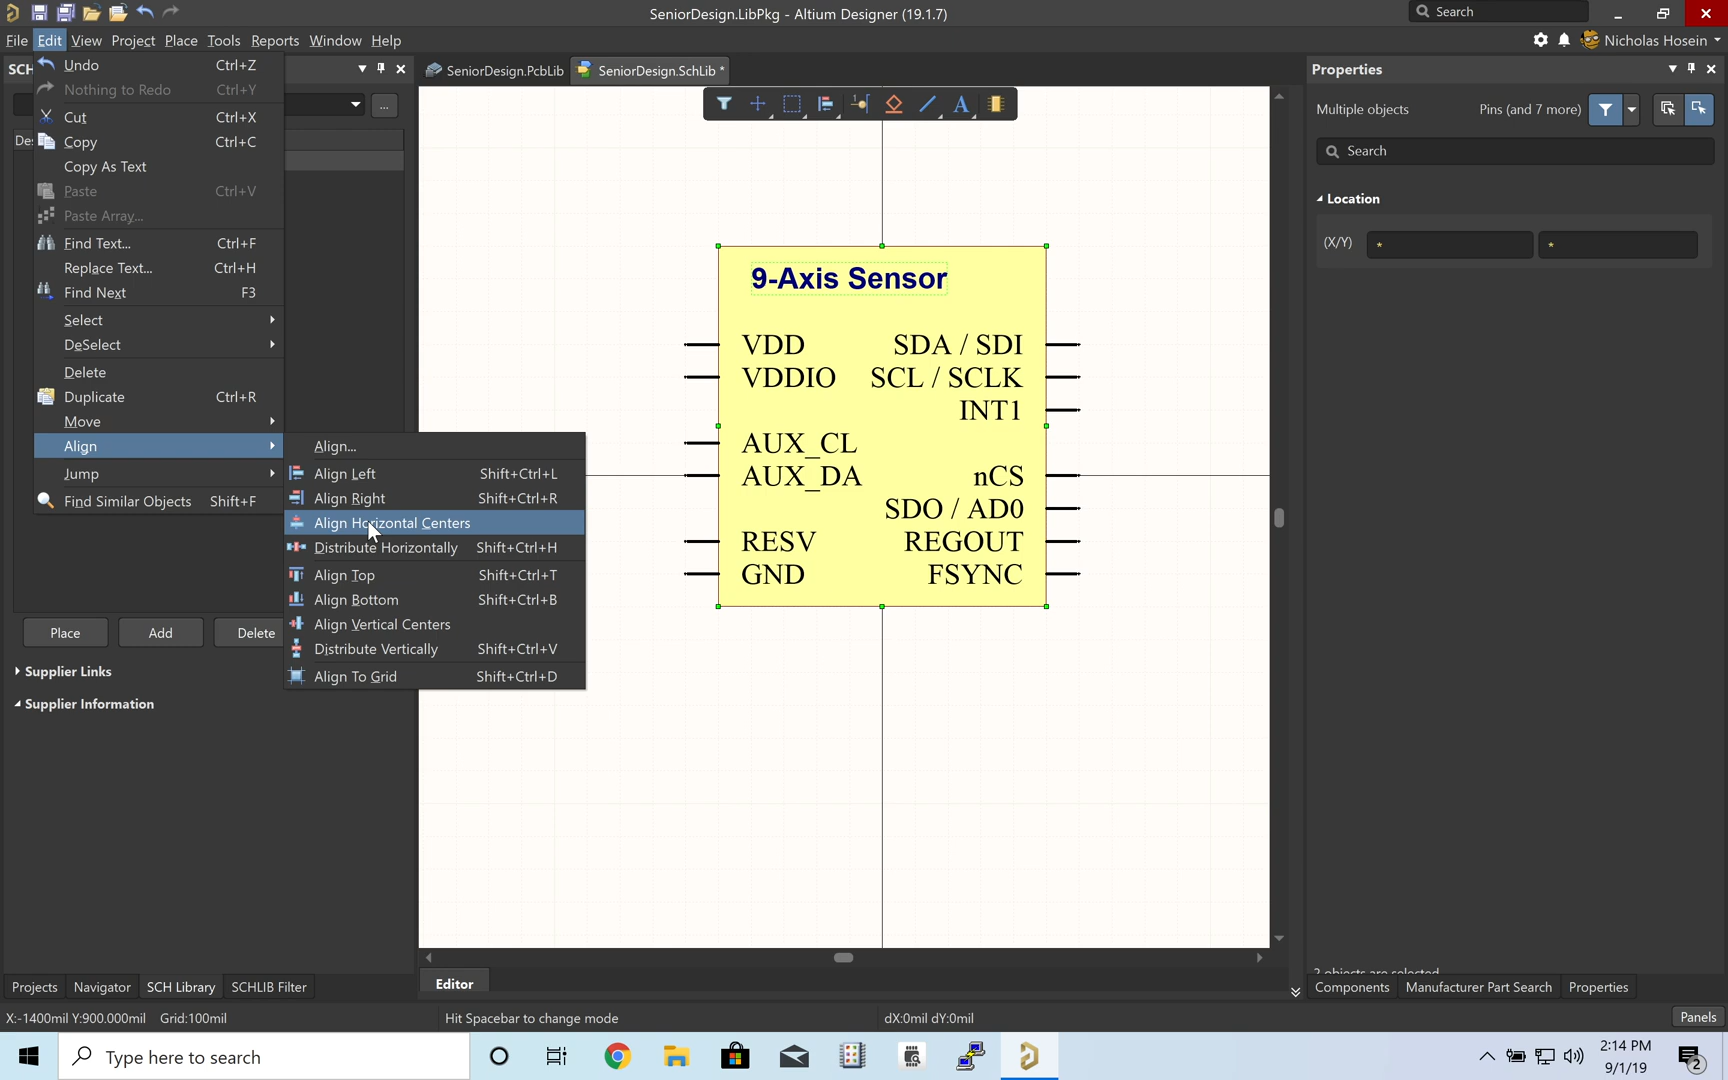 SeniorDesign.LibPkg - Altium Designer (19.1.7)
Search
File Edit View Project Place Tools Reports Window Help
Nicholas Hosein
SCH
Undo Ctrl+Z
Nothing to Redo Ctrl+Y
Cut Ctrl+X
Copy Ctrl+C
Copy As Text
Paste Ctrl+V
Paste Array...
Find Text... Ctrl+F
Replace Text... Ctrl+H
Find Next F3
Select
DeSelect
Delete
Duplicate Ctrl+R
Move
Align
Jump
Find Similar Objects Shift+F
...
De
Align...
Align Left Shift+Ctrl+L
Align Right Shift+Ctrl+R
Align Horizontal Centers
Distribute Horizontally Shift+Ctrl+H
Align Top Shift+Ctrl+T
Align Bottom Shift+Ctrl+B
Align Vertical Centers
Distribute Vertically Shift+Ctrl+V
Align To Grid Shift+Ctrl+D
Place Add Delete
Supplier Links
Supplier Information
Projects Navigator SCH Library SCHLIB Filter
SeniorDesign.PcbLib SeniorDesign.SchLib *
A
9-Axis Sensor
VDD SDA / SDI
VDDIO SCL / SCLK
INT1
AUX_CL
AUX_DA nCS
SDO / AD0
RESV REGOUT
GND FSYNC
Editor
Properties
Multiple objects Pins (and 7 more)
Search
Location
(X/Y) * *
2 objects are selected
Components Manufacturer Part Search Properties
X:-1400mil Y:900.000mil Grid:100mil Hit Spacebar to change mode dX:0mil dY:0mil Panels
Type here to search
2:14 PM
9/1/19
2